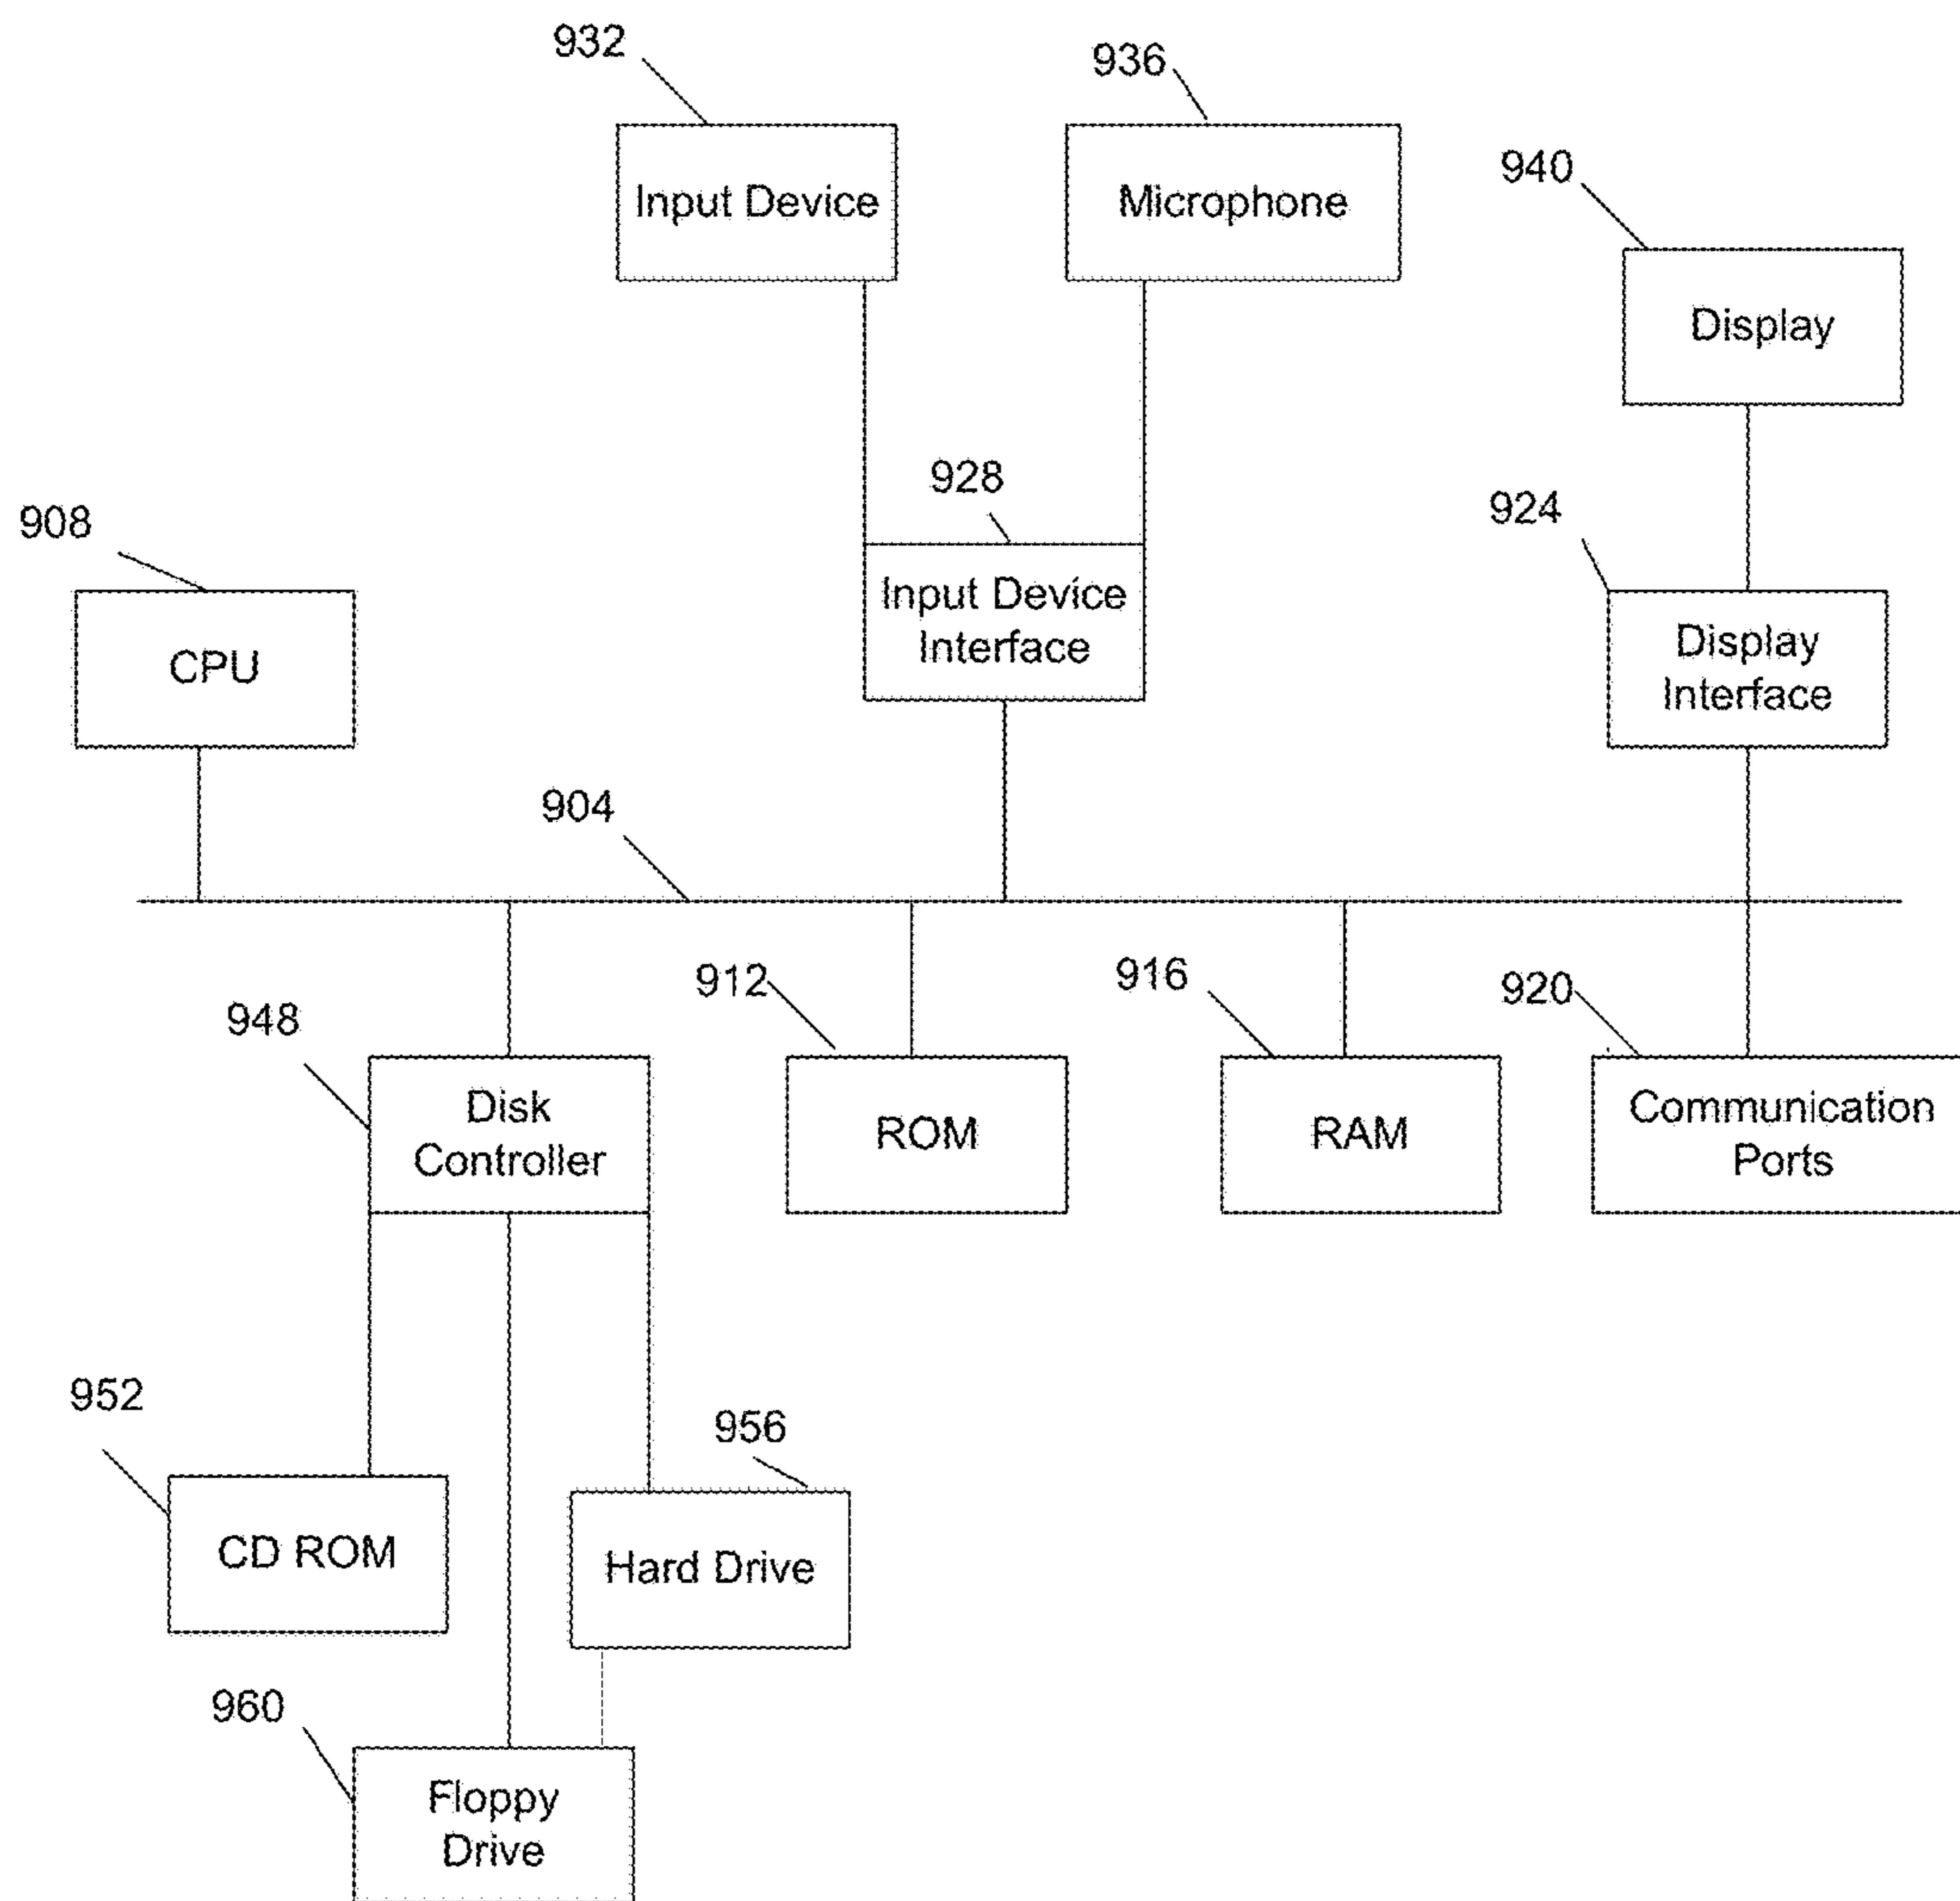 932
936
940
Input Device
Microphone
Display
928
924
908
Input Device
Interface
Display
Interface
CPU
904
912
916
920
948
Disk
Controller
ROM
RAM
Communication
Ports
952
956
CD ROM
Hard Drive
960
Floppy
Drive